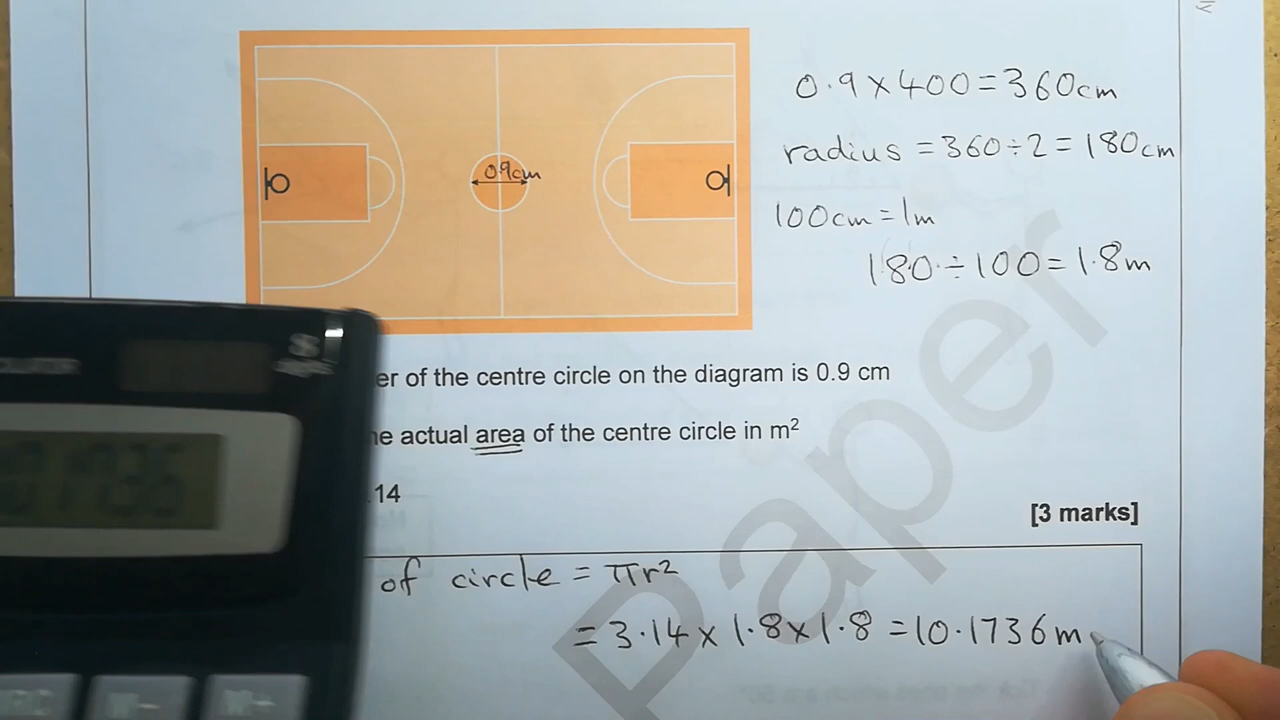 0.9cm
0.9 × 400 = 360cm
radius = 360 ÷ 2 = 180cm
100cm = 1m
180 ÷ 100 = 1.8m
er of the centre circle on the diagram is 0.9 cm
he actual area of the centre circle in m²
.14
[3 marks]
of circle = πr²
= 3.14 × 1.8 × 1.8 = 10.1736m
Paper